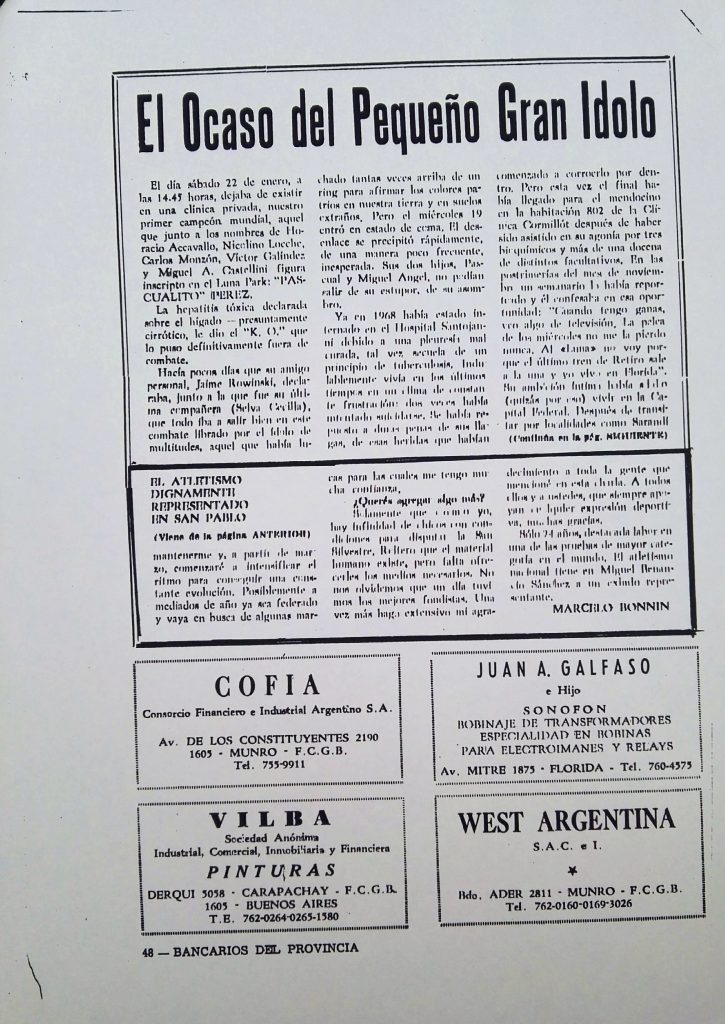 El Ocaso del Pequeño Gran Idolo
El día sábado 22 de enero, a
las 14.45 horas, dejaba de existir
en una clínica privada, nuestro
primer campeón mundial, aquel
que junto a los nombres de Ho-
racio Accavallo, Nicolino Locche,
Carlos Monzón, Víctor Galíndez
y Miguel A. Castellini figura
inscripto en el Luna Park: "PAS-
CUALITO" PEREZ.
La hepatitis tóxica declarada
sobre el hígado —presuntamente
cirrótico, le dio el "K. O." que
lo puso definitivamente fuera de
combate.
Hacía pocos días que su amigo
personal, Jaime Rowinski, decla-
raba, junto a la que fue su últi-
ma compañera (Selva Cecilla),
que todo iba a salir bien en este
combate librado por el ídolo de
multitudes, aquel que había lu-
chado tantas veces arriba de un
ring para afirmar los colores pa-
trios en nuestra tierra y en suelos
extraños. Pero el miércoles 19
entró en estado de coma. El des-
enlace se precipitó rápidamente,
de una manera poco frecuente,
inesperada. Sus dos hijos, Pas-
cual y Miguel Angel, no podían
salir de su estupor, de su asom-
bro.
Ya en 1968 había estado in-
ternado en el Hospital Santojan-
ni debido a una pleuresía mal
curada, tal vez secuela de un
principio de tuberculosis. Indu-
dablemente vivía en los últimos
tiempos en un clima de constan-
te frustración: dos veces había
intentado suicidarse. Se había re-
puesto a duras penas de sus lla-
gas, de esas heridas que habían
comenzado a corroerlo por den-
tro. Pero esta vez el final ha-
bía llegado para el mendocino
en la habitación 802 de la Clí-
nica Cormillót después de haber
sido asistido en su agonía por tres
bioquímicos y más de una docena
de distintos facultativos. En las
postrimerías del mes de noviem-
bre un semanario lo había repor-
teado y él confesaba en esa opor-
tunidad: "Cuando tengo ganas,
veo algo de televisión. La pelea
de los miércoles no me la pierdo
nunca. Al «Luna» no voy por-
que el último tren de Retiro sale
a la una y yo vivo en Florida".
Su ambición íntima había sido
(quizás por eso) vivir en la Ca-
pital Federal. Después de transi-
tar por localidades como Sarandí
(Continúa en la pág. SIGUIENTE)
EL ATLETISMO
DIGNAMENTE
REPRESENTADO
EN SAN PABLO
(Viene de la página ANTERIOR)
mantenerme y, a partir de mar-
zo, comenzaré a intensificar el
ritmo para conseguir una cons-
tante evolución. Posiblemente a
mediados de año ya sea federado
y vaya en busca de algunas mar-
cas para las cuales me tengo mu-
cha confianza.
¿Querés agregar algo más?
Solamente que como yo,
hay infinidad de chicos con con-
diciones para disputar la San
Silvestre. Reitero que el material
humano existe, pero falta ofre-
cerles los medios necesarios. No
nos olvidemos que un día tuvi-
mos los mejores fondistas. Una
vez más hago extensivo mi agra-
decimiento a toda la gente que
mencioné en esta charla. A todos
ellos y a ustedes, que siempre apo-
yan cualquier expresión deporti-
va, muchas gracias.
Sólo 24 años, destacada labor en
una de las pruebas de mayor cate-
goría en el mundo. El atletismo
nacional tiene en Miguel Benan-
cio Sánchez a un exímio repre-
sentante.
MARCELO BONNIN
COFIA
Consorcio Financiero e Industrial Argentino S.A.
Av. DE LOS CONSTITUYENTES 2190
1605 - MUNRO - F.C.G.B.
Tel. 755-9911
JUAN A. GALFASO
e Hijo
SONOFON
BOBINAJE DE TRANSFORMADORES
ESPECIALIDAD EN BOBINAS
PARA ELECTROIMANES Y RELAYS
Av. MITRE 1875 - FLORIDA - Tel. 760-4575
VILBA
Sociedad Anónima
Industrial, Comercial, Inmobiliaria y Financiera
PINTURAS
DERQUI 5058 - CARAPACHAY - F.C.G.B.
1605 - BUENOS AIRES
T.E. 762-0264-0265-1580
WEST ARGENTINA
S.A.C. e I.
Bdo. ADER 2811 - MUNRO - F.C.G.B.
Tel. 762-0160-0169-3026
48 — BANCARIOS DEL PROVINCIA